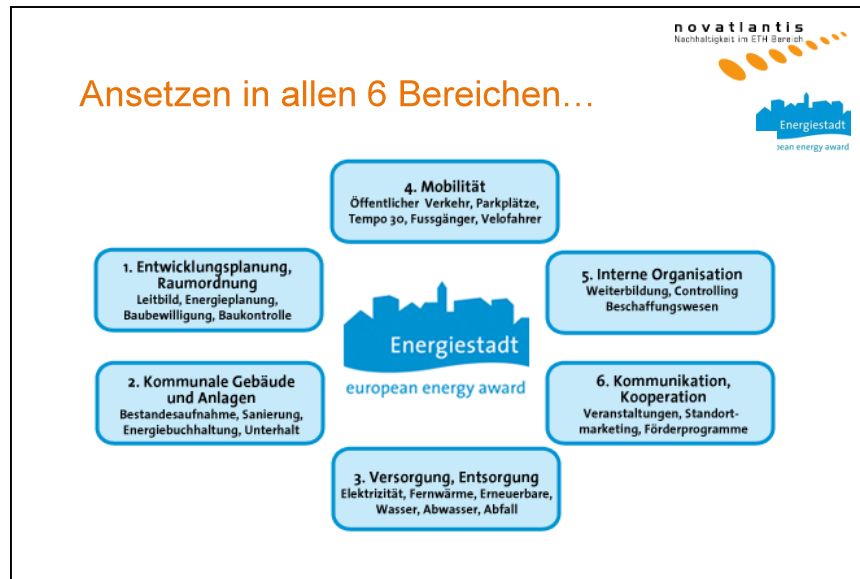 novatlantis
Nachhaltigkeit im ETH Bereich
Ansetzen in allen 6 Bereichen…
Energiestadt
pean energy award
4. Mobilität
Öffentlicher Verkehr, Parkplätze,
Tempo 30, Fussgänger, Velofahrer
1. Entwicklungsplanung,
Raumordnung
Leitbild, Energieplanung,
Baubewilligung, Baukontrolle
5. Interne Organisation
Weiterbildung, Controlling
Beschaffungswesen
Energiestadt
european energy award
2. Kommunale Gebäude
und Anlagen
Bestandesaufnahme, Sanierung,
Energiebuchhaltung, Unterhalt
6. Kommunikation,
Kooperation
Veranstaltungen, Standort-
marketing, Förderprogramme
3. Versorgung, Entsorgung
Elektrizität, Fernwärme, Erneuerbare,
Wasser, Abwasser, Abfall